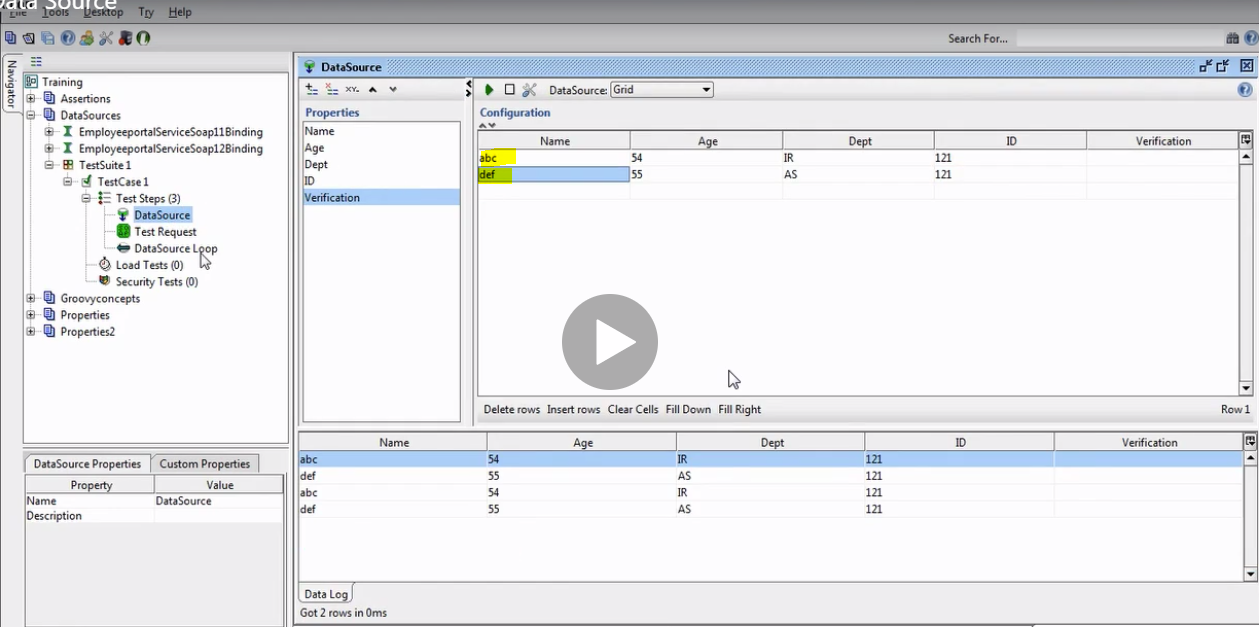 Data Source
File Tools Desktop Try Help
Search For...
Navigator
Training
Assertions
DataSources
EmployeeportalServiceSoap11Binding
EmployeeportalServiceSoap12Binding
TestSuite 1
TestCase 1
Test Steps (3)
DataSource
Test Request
DataSource Loop
Load Tests (0)
Security Tests (0)
Groovyconcepts
Properties
Properties2
DataSource Properties Custom Properties
Property Value
Name DataSource
Description
DataSource
DataSource: Grid
Properties
Name
Age
Dept
ID
Verification
Configuration
Name Age Dept ID Verification
abc 54 IR 121
def 55 AS 121
Delete rows Insert rows Clear Cells Fill Down Fill Right Row 1
Name Age Dept ID Verification
abc 54 IR 121
def 55 AS 121
abc 54 IR 121
def 55 AS 121
Data Log
Got 2 rows in 0ms